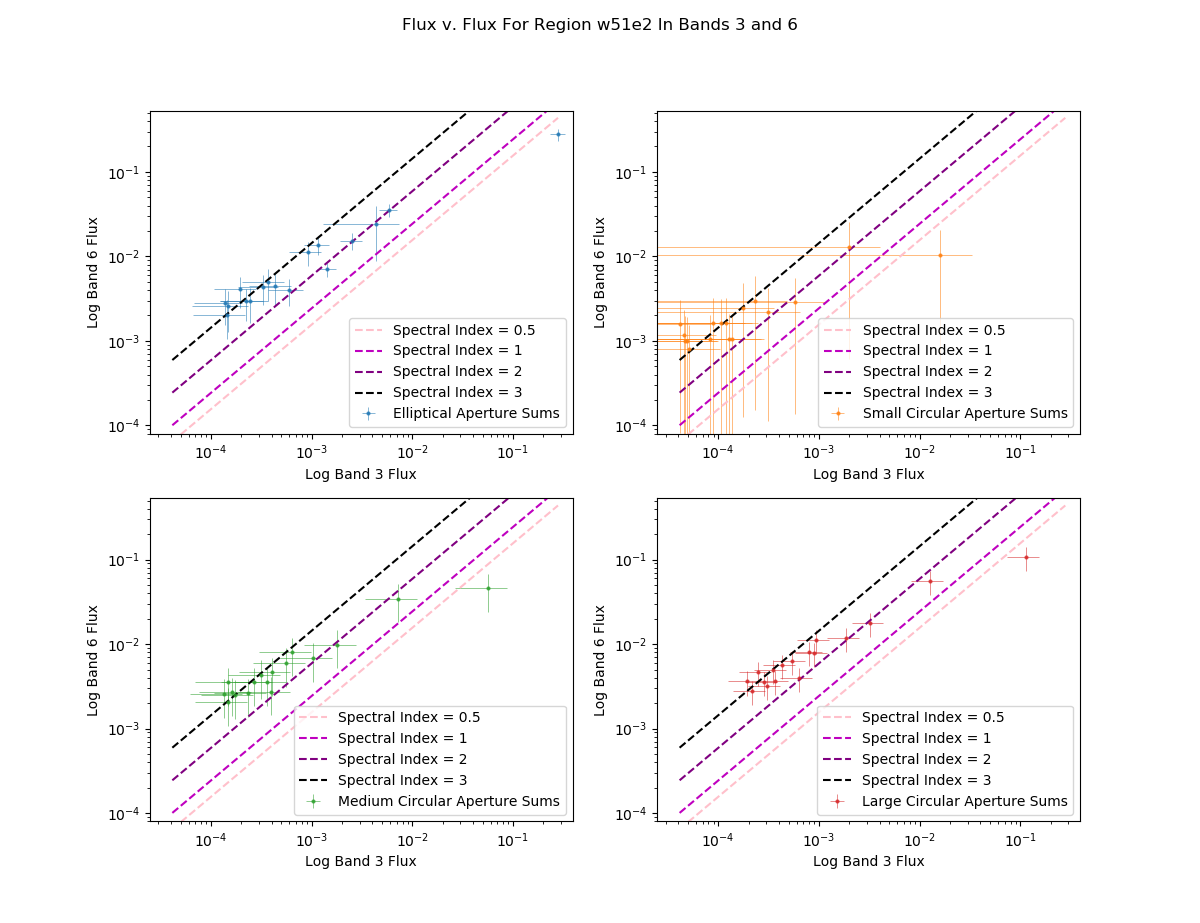 Flux v. Flux For Region w51e2 In Bands 3 and 6
Log Band 6 Flux
10⁻¹
10⁻²
10⁻³
10⁻⁴
Spectral Index = 0.5
Spectral Index = 1
Spectral Index = 2
Spectral Index = 3
Elliptical Aperture Sums
10⁻⁴ 10⁻³ 10⁻² 10⁻¹
Log Band 3 Flux
Log Band 6 Flux
10⁻¹
10⁻²
10⁻³
10⁻⁴
Spectral Index = 0.5
Spectral Index = 1
Spectral Index = 2
Spectral Index = 3
Small Circular Aperture Sums
10⁻⁴ 10⁻³ 10⁻² 10⁻¹
Log Band 3 Flux
Log Band 6 Flux
10⁻¹
10⁻²
10⁻³
10⁻⁴
Spectral Index = 0.5
Spectral Index = 1
Spectral Index = 2
Spectral Index = 3
Medium Circular Aperture Sums
10⁻⁴ 10⁻³ 10⁻² 10⁻¹
Log Band 3 Flux
Log Band 6 Flux
10⁻¹
10⁻²
10⁻³
10⁻⁴
Spectral Index = 0.5
Spectral Index = 1
Spectral Index = 2
Spectral Index = 3
Large Circular Aperture Sums
10⁻⁴ 10⁻³ 10⁻² 10⁻¹
Log Band 3 Flux